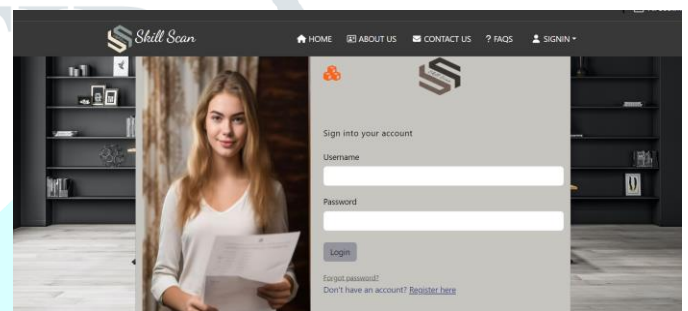 Skill Scan
HOME ABOUT US CONTACT US ? FAQS SIGNIN
Sign into your account
Username
Password
Login
Forgot password?
Don't have an account? Register here